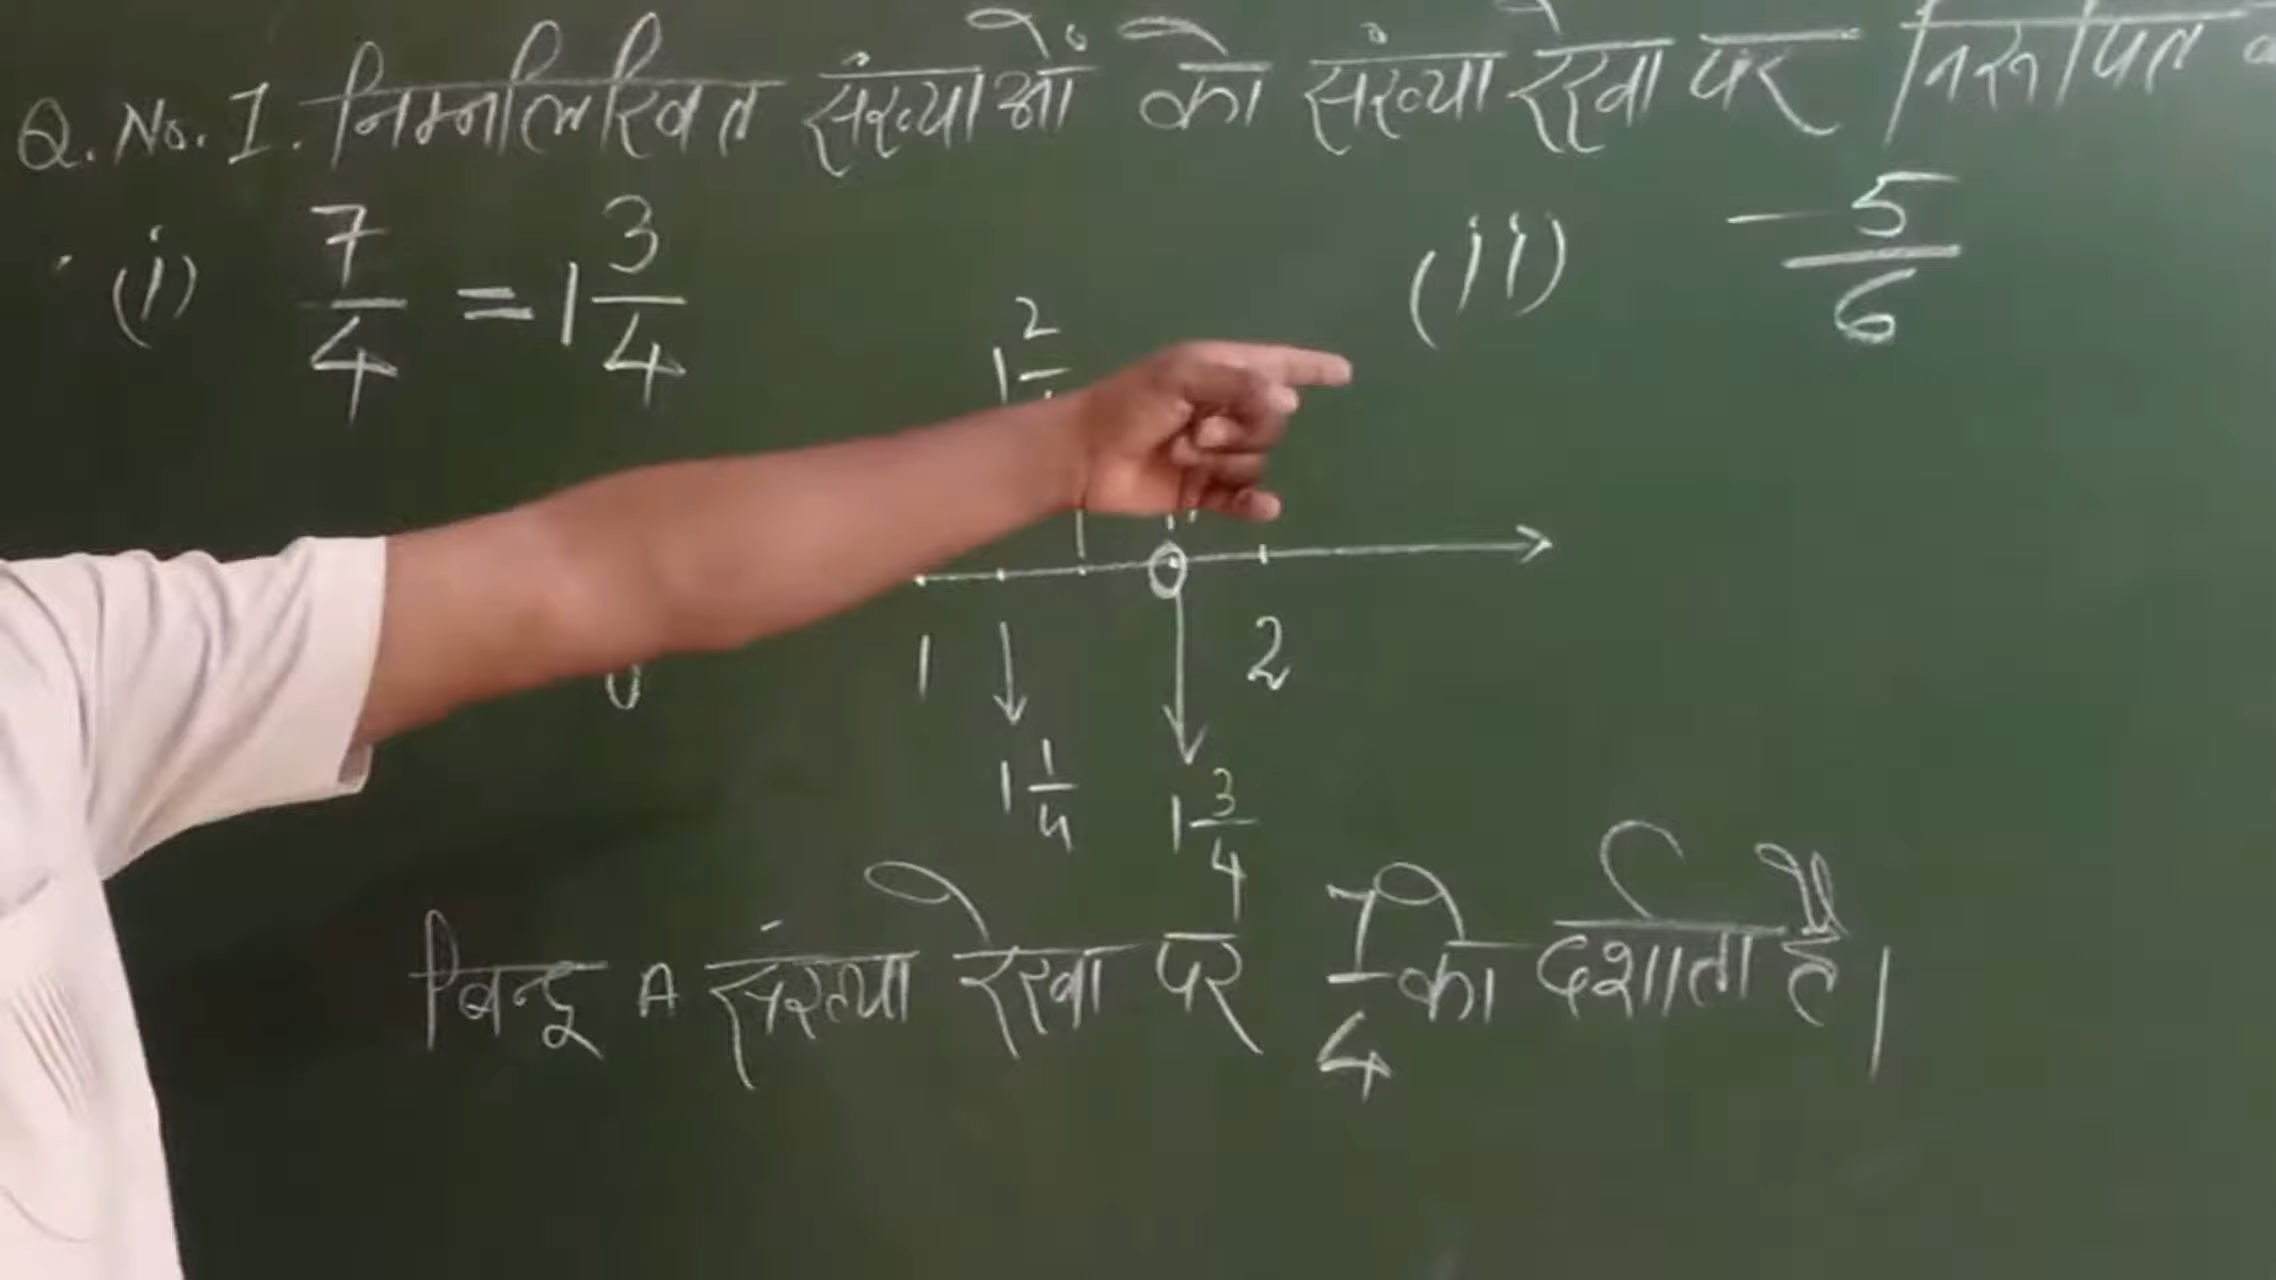 Q. No. 1. निम्नलिखित संख्याओं को संख्या रेखा पर निरूपित
(i) 7/4 = 1 3/4 (ii) -5/6
1 2
0 1 2
1 1/4 1 3/4
बिन्दू A संख्या रेखा पर 7/4 को दर्शाता है।